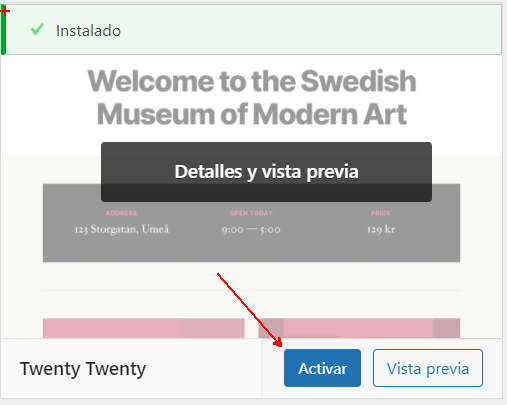 Instalado
Welcome to the Swedish
Museum of Modern Art
Detalles y vista previa
ADDRESS OPEN TODAY PRICE
123 Storgatan, Umeå 9:00 — 5:00 129 kr
Twenty Twenty Activar Vista previa